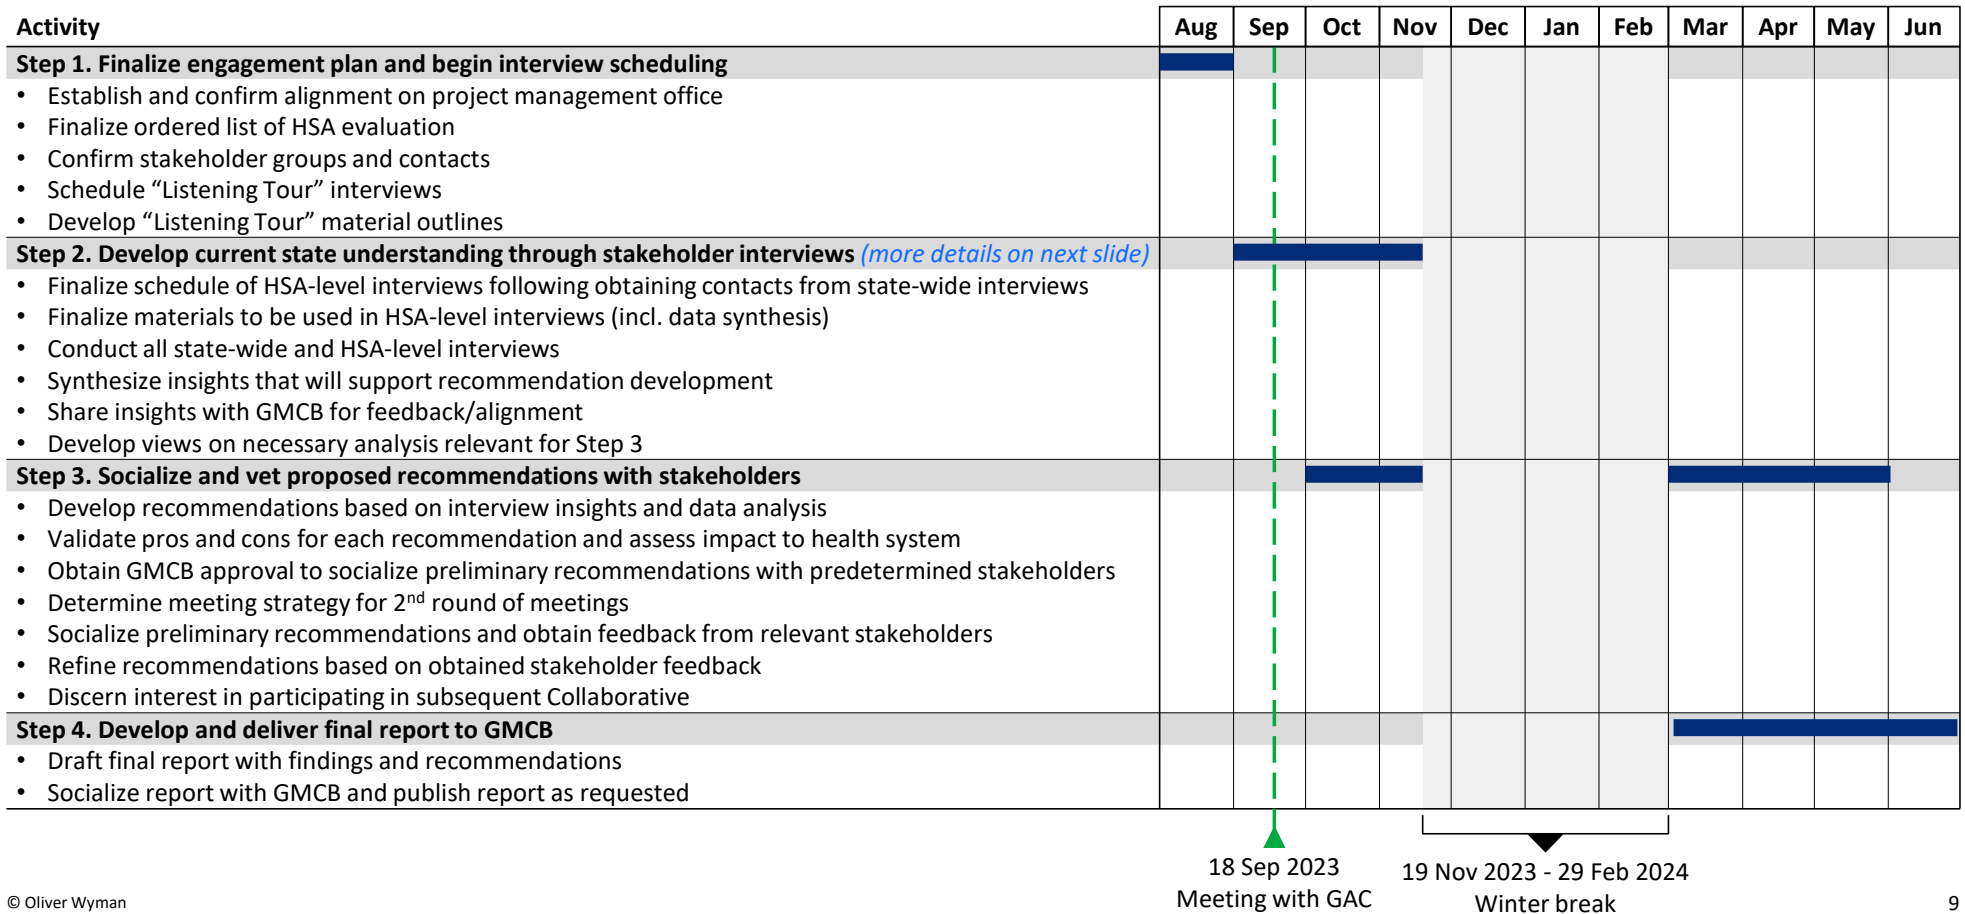 Activity Aug Sep Oct Nov Dec Jan Feb Mar Apr May Jun
Step 1. Finalize engagement plan and begin interview scheduling
• Establish and confirm alignment on project management office
• Finalize ordered list of HSA evaluation
• Confirm stakeholder groups and contacts
• Schedule “Listening Tour” interviews
• Develop “Listening Tour” material outlines
Step 2. Develop current state understanding through stakeholder interviews (more details on next slide)
• Finalize schedule of HSA-level interviews following obtaining contacts from state-wide interviews
• Finalize materials to be used in HSA-level interviews (incl. data synthesis)
• Conduct all state-wide and HSA-level interviews
• Synthesize insights that will support recommendation development
• Share insights with GMCB for feedback/alignment
• Develop views on necessary analysis relevant for Step 3
Step 3. Socialize and vet proposed recommendations with stakeholders
• Develop recommendations based on interview insights and data analysis
• Validate pros and cons for each recommendation and assess impact to health system
• Obtain GMCB approval to socialize preliminary recommendations with predetermined stakeholders
• Determine meeting strategy for 2nd round of meetings
• Socialize preliminary recommendations and obtain feedback from relevant stakeholders
• Refine recommendations based on obtained stakeholder feedback
• Discern interest in participating in subsequent Collaborative
Step 4. Develop and deliver final report to GMCB
• Draft final report with findings and recommendations
• Socialize report with GMCB and publish report as requested
18 Sep 2023
Meeting with GAC
19 Nov 2023 - 29 Feb 2024
Winter break
© Oliver Wyman
9